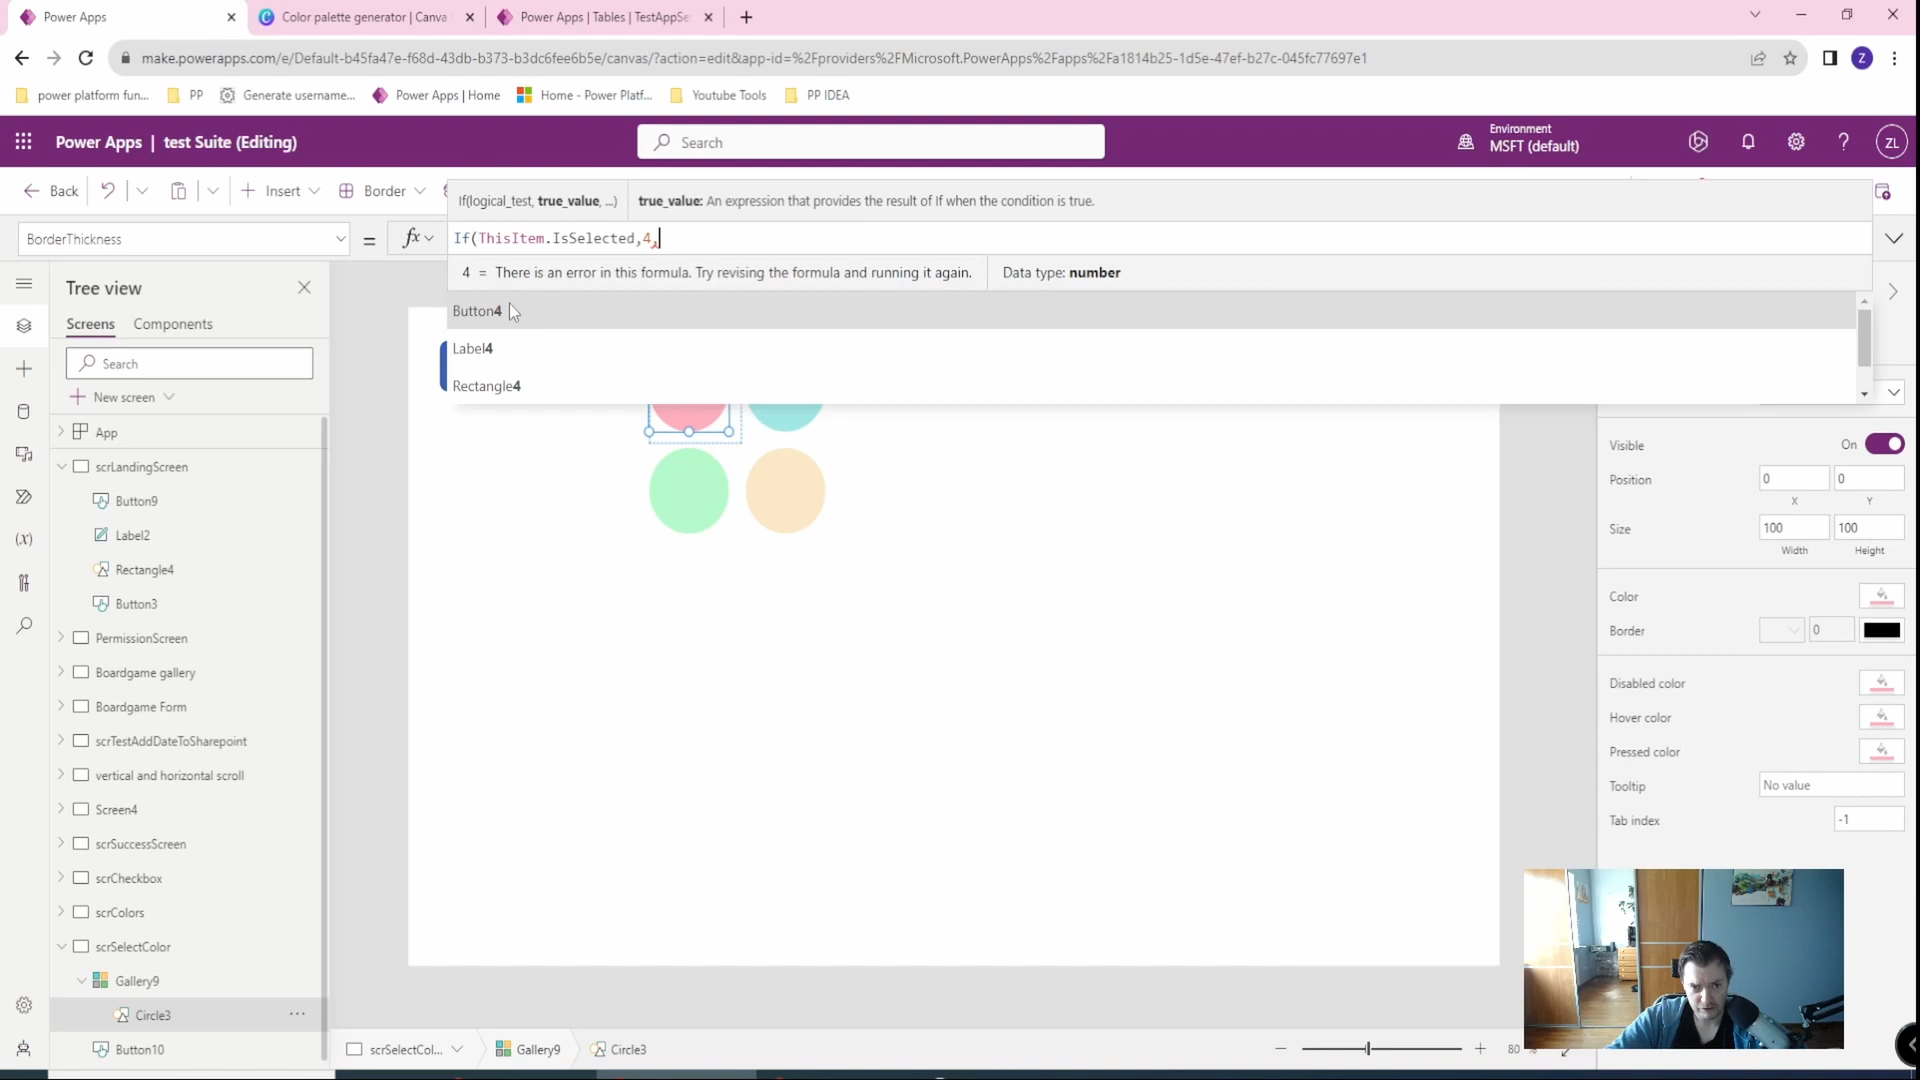 Power Apps
Color palette generator | Canva
Power Apps | Tables | TestAppSe
make.powerapps.com/e/Default-b45fa47e-f68d-43db-b373-b3dc6fee6b5e/canvas/?action=edit&app-id=%2Fproviders%2FMicrosoft.PowerApps%2Fapps%2Fa1814b25-1d5e-47ef-b27c-045fc77697e1
Z
power platform fun...
PP
Generate username...
Power Apps | Home
Home - Power Platf...
Youtube Tools
PP IDEA
Power Apps | test Suite (Editing)
Search
Environment
MSFT (default)
?
ZL
Back
Insert
Border
If(logical_test, true_value, ...)
true_value: An expression that provides the result of If when the condition is true.
BorderThickness
=
fx
If(ThisItem.IsSelected,4,
4 = There is an error in this formula. Try revising the formula and running it again.
Data type: number
Button4
Label4
Rectangle4
Tree view
Screens
Components
Search
New screen
App
scrLandingScreen
Button9
Label2
Rectangle4
Button3
PermissionScreen
Boardgame gallery
Boardgame Form
scrTestAddDateToSharepoint
vertical and horizontal scroll
Screen4
scrSuccessScreen
scrCheckbox
scrColors
scrSelectColor
Gallery9
Circle3
...
Button10
(x)
Visible
On
Position
0
0
X
Y
Size
100
100
Width
Height
Color
Border
0
Disabled color
Hover color
Pressed color
Tooltip
No value
Tab index
-1
scrSelectCol...
Gallery9
Circle3
80 %